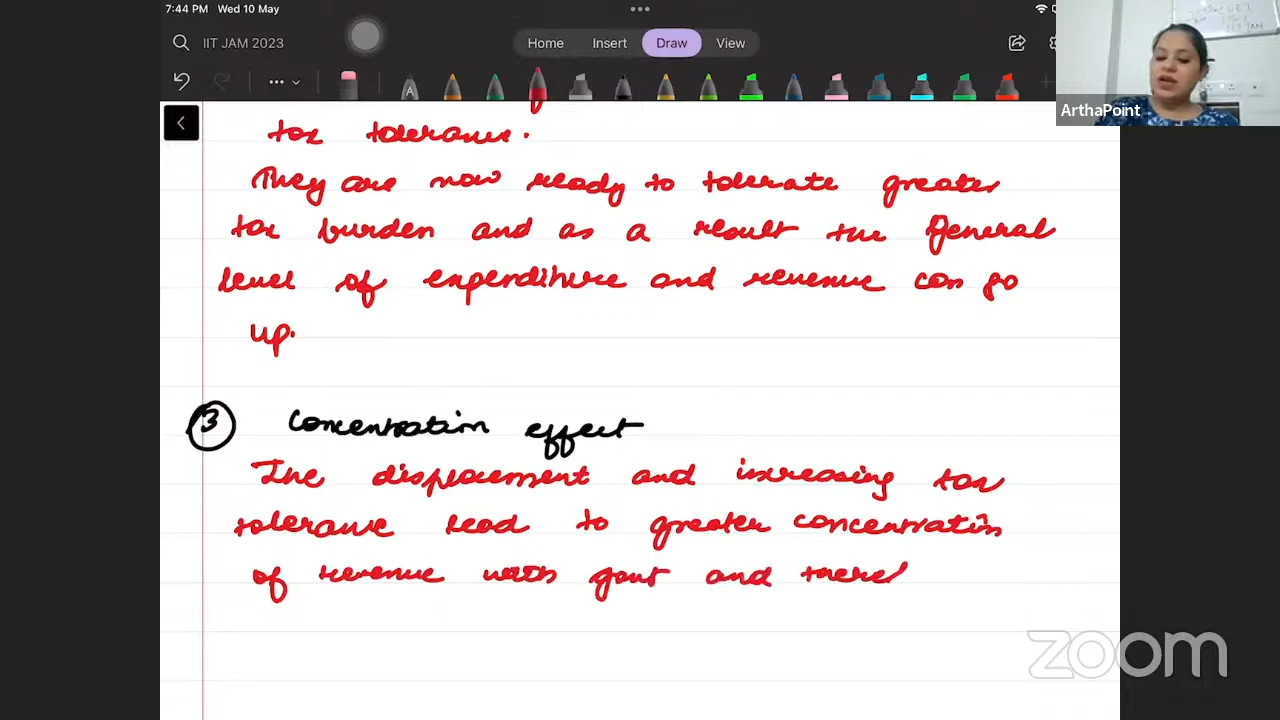 7:44 PM Wed 10 May
IIT JAM 2023
Home Insert Draw View
ArthaPoint
tax tolerance.
They are now ready to tolerate greater
tax burden and as a result the general
level of expenditure and revenue can go
up.
3 Concentration effect
The displacement and increasing tax
tolerance lead to greater concentration
of revenue with govt and there
zoom